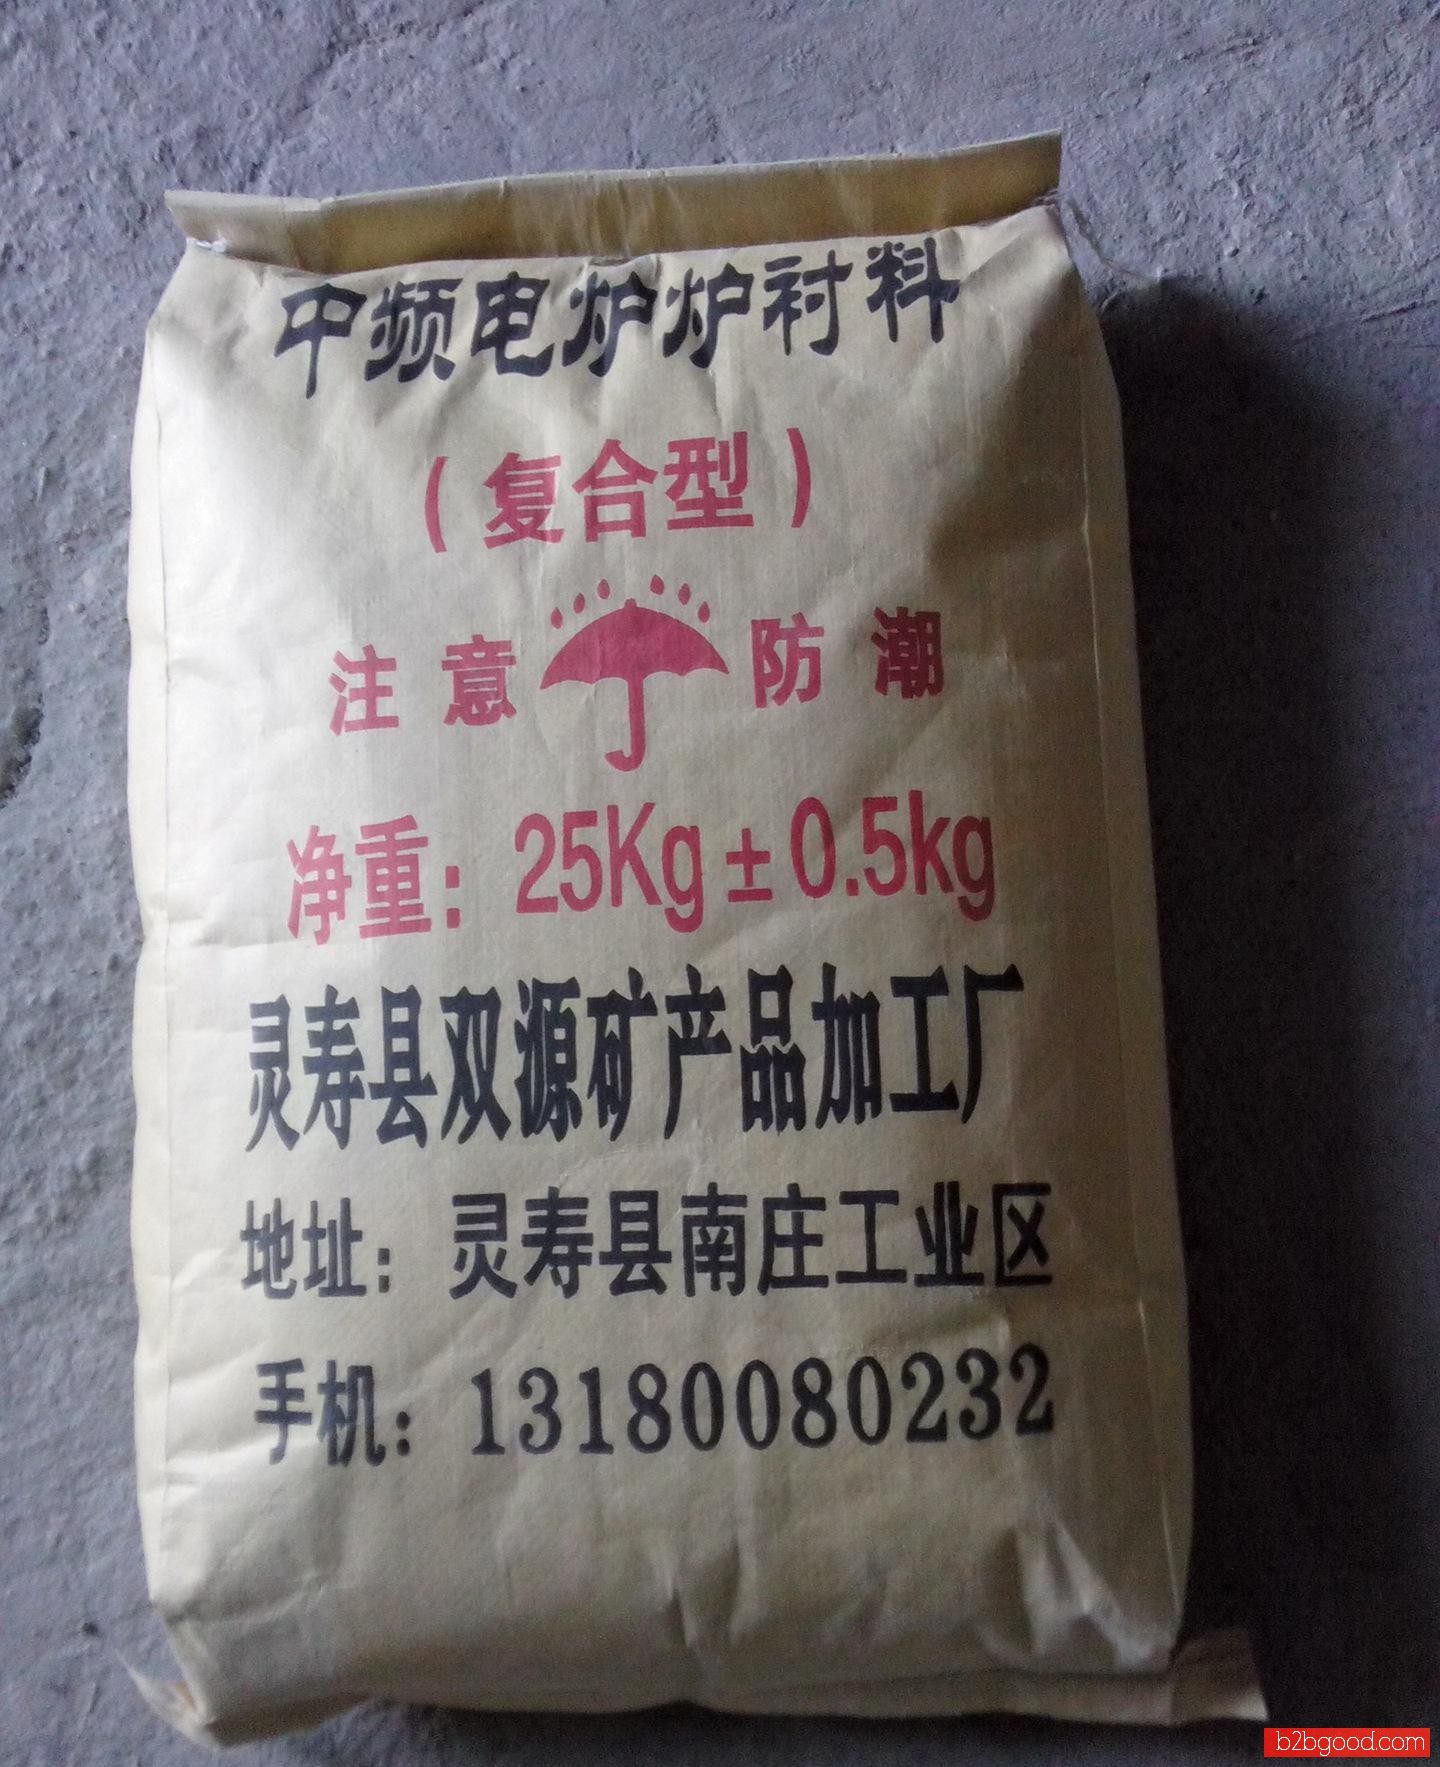 中频电炉炉衬料
（复合型）
注意 防潮
净重：25Kg±0.5kg
灵寿县双源矿产品加工厂
地址：灵寿县南庄工业区
手机：13180080232
b2bgood.com